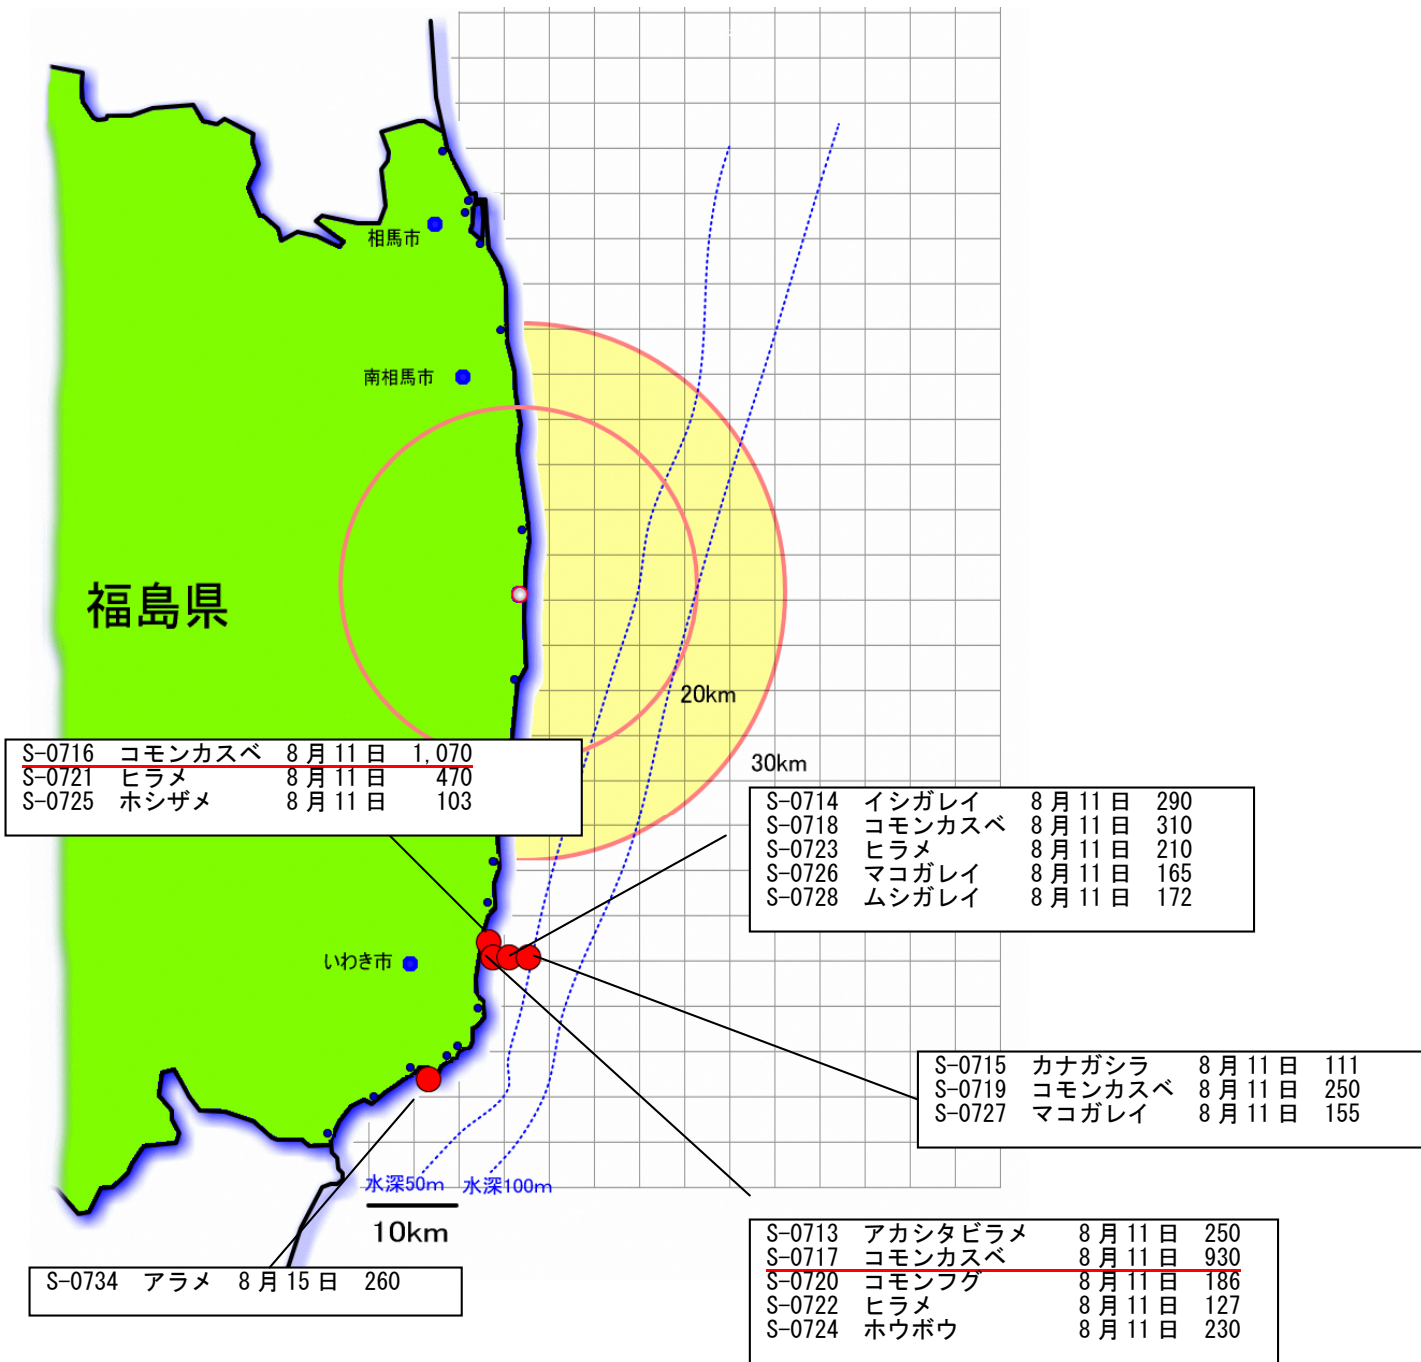 相馬市
南相馬市
福島県
20km
30km
S-0716 コモンカスベ 8月11日 1,070
S-0721 ヒラメ 8月11日 470
S-0725 ホシザメ 8月11日 103
S-0714 イシガレイ 8月11日 290
S-0718 コモンカスベ 8月11日 310
S-0723 ヒラメ 8月11日 210
S-0726 マコガレイ 8月11日 165
S-0728 ムシガレイ 8月11日 172
いわき市
S-0715 カナガシラ 8月11日 111
S-0719 コモンカスベ 8月11日 250
S-0727 マコガレイ 8月11日 155
水深50m 水深100m
10km
S-0713 アカシタビラメ 8月11日 250
S-0717 コモンカスベ 8月11日 930
S-0720 コモンフグ 8月11日 186
S-0722 ヒラメ 8月11日 127
S-0724 ホウボウ 8月11日 230
S-0734 アラメ 8月15日 260